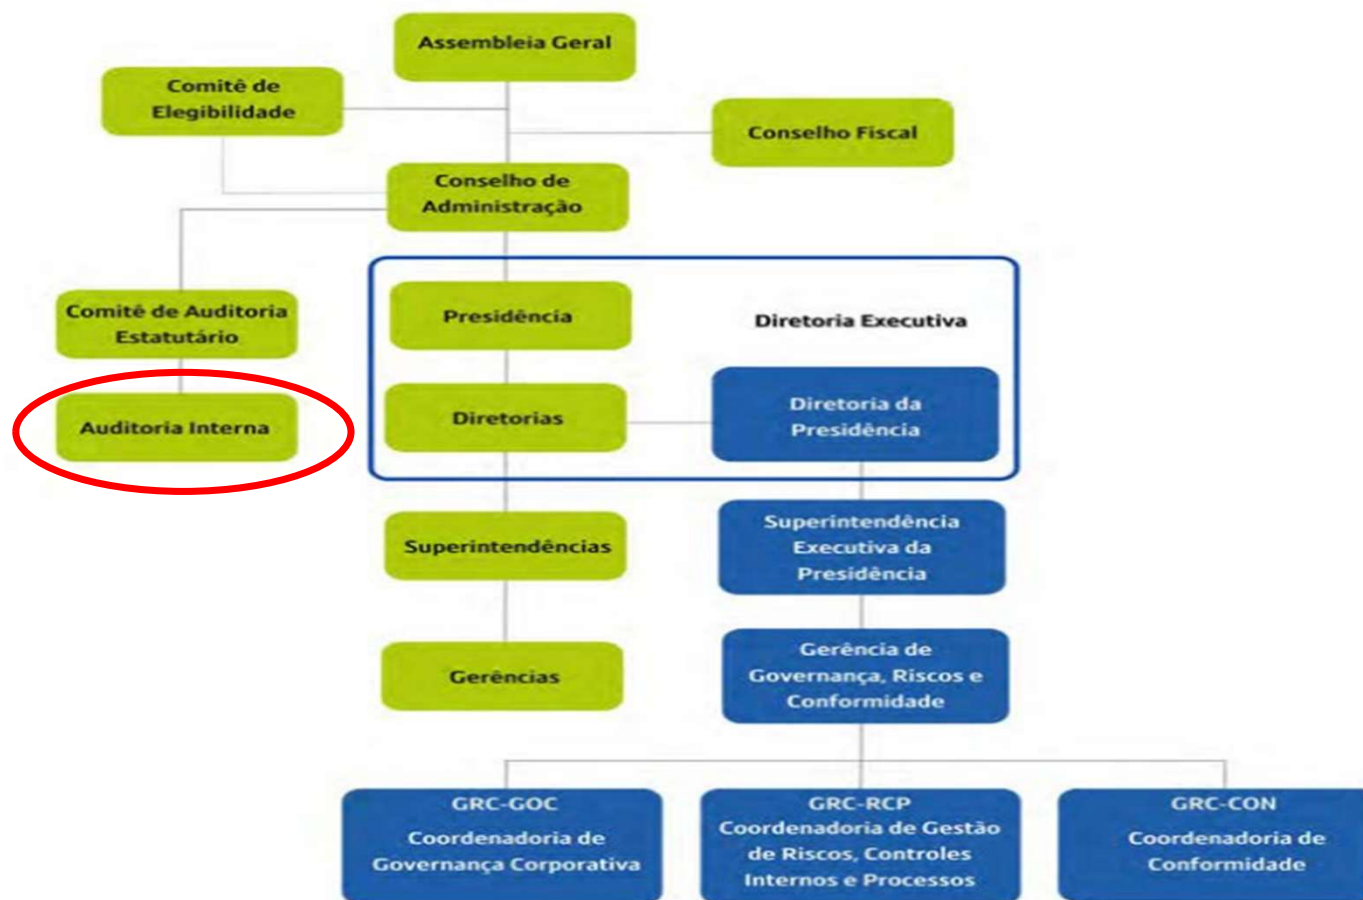 Assembleia Geral
Comitê de
Elegibilidade
Conselho Fiscal
Conselho de
Administração
Comitê de Auditoria
Estatutário
Presidência
Diretoria Executiva
Auditoria Interna
Diretorias
Diretoria da
Presidência
Superintendências
Superintendência
Executiva da
Presidência
Gerências
Gerência de
Governança, Riscos e
Conformidade
GRC-GOC
Coordenadoria de
Governança Corporativa
GRC-RCP
Coordenadoria de Gestão
de Riscos, Controles
Internos e Processos
GRC-CON
Coordenadoria de
Conformidade